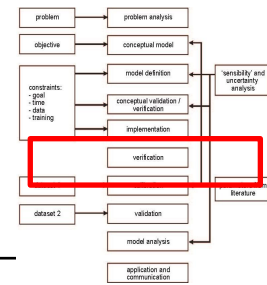 problem
problem analysis
objective
conceptual model
constraints:
- goal
- time
- data
- training
model definition
'sensibility' and
uncertainty
analysis
conceptual validation /
verification
implementation
verification
literature
dataset 2
validation
model analysis
application and
communication